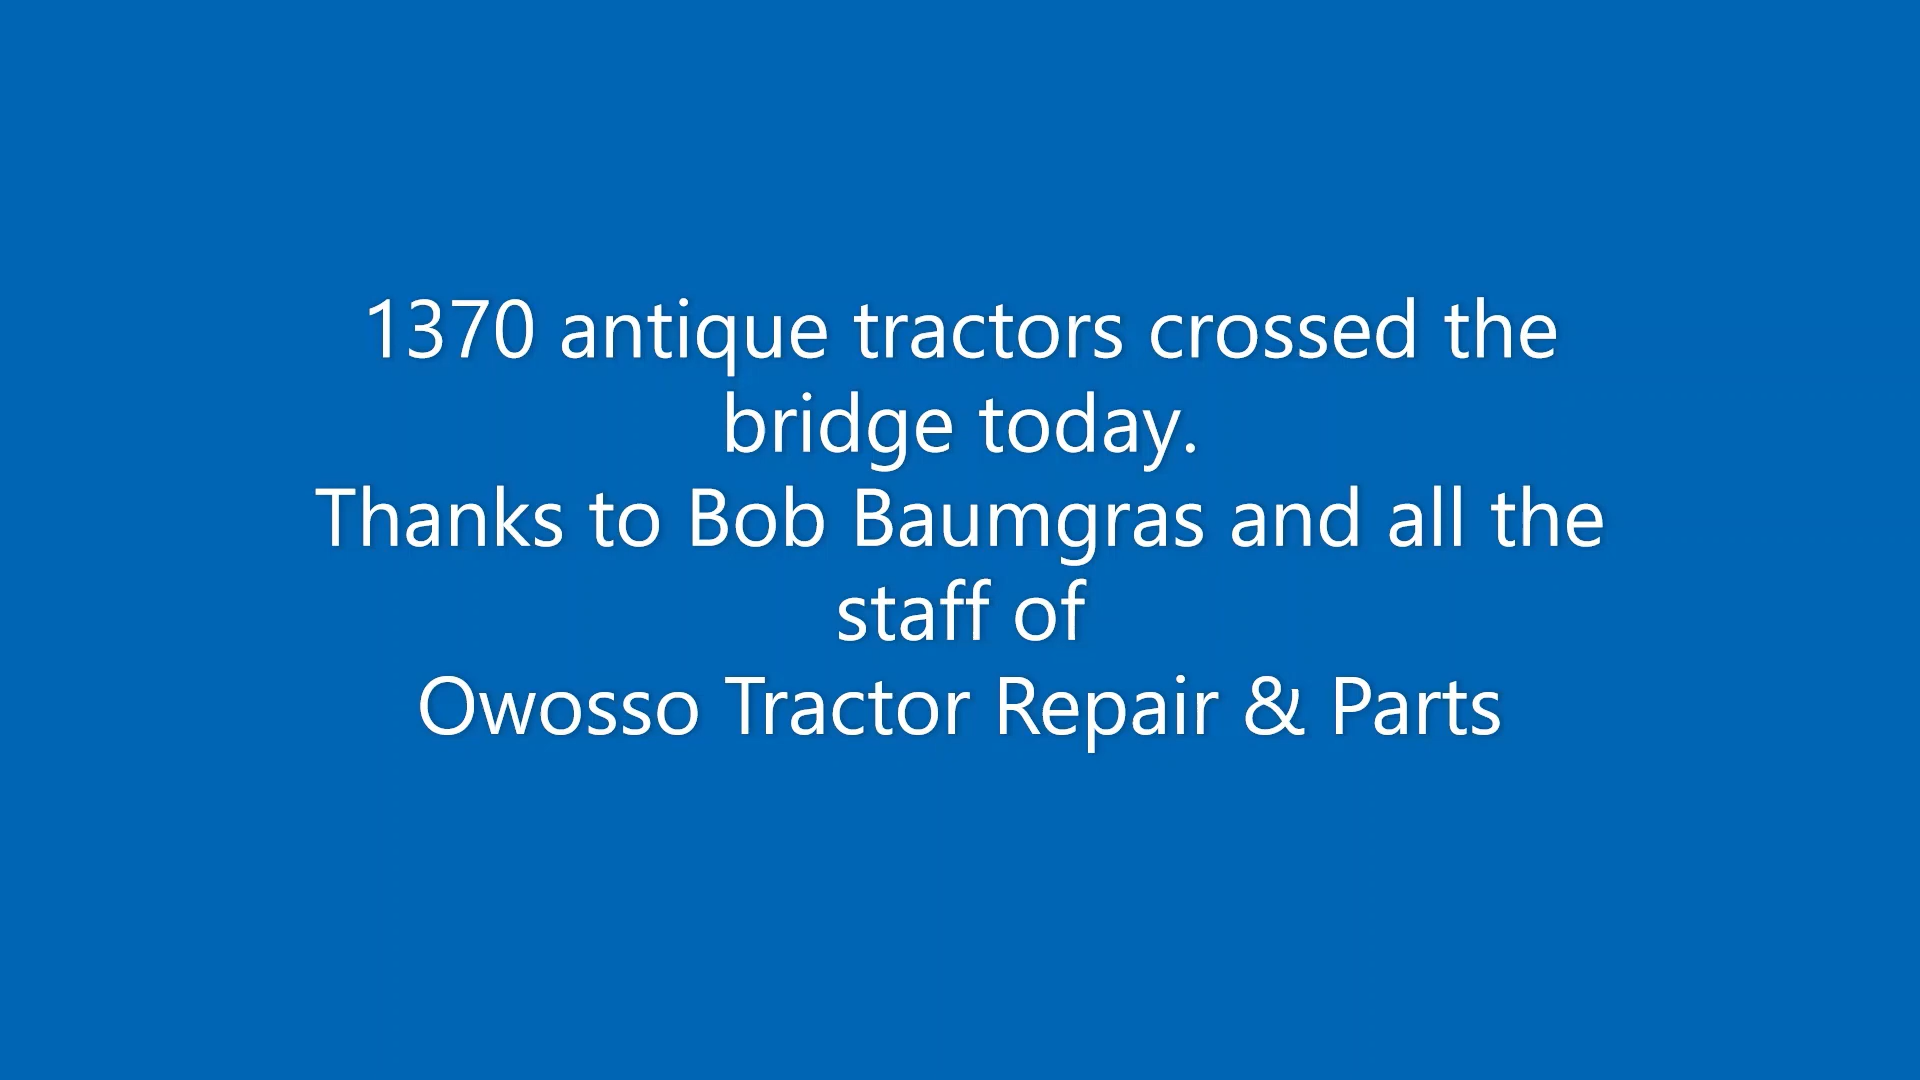 1370 antique tractors crossed the
bridge today.
Thanks to Bob Baumgras and all the
staff of
Owosso Tractor Repair & Parts